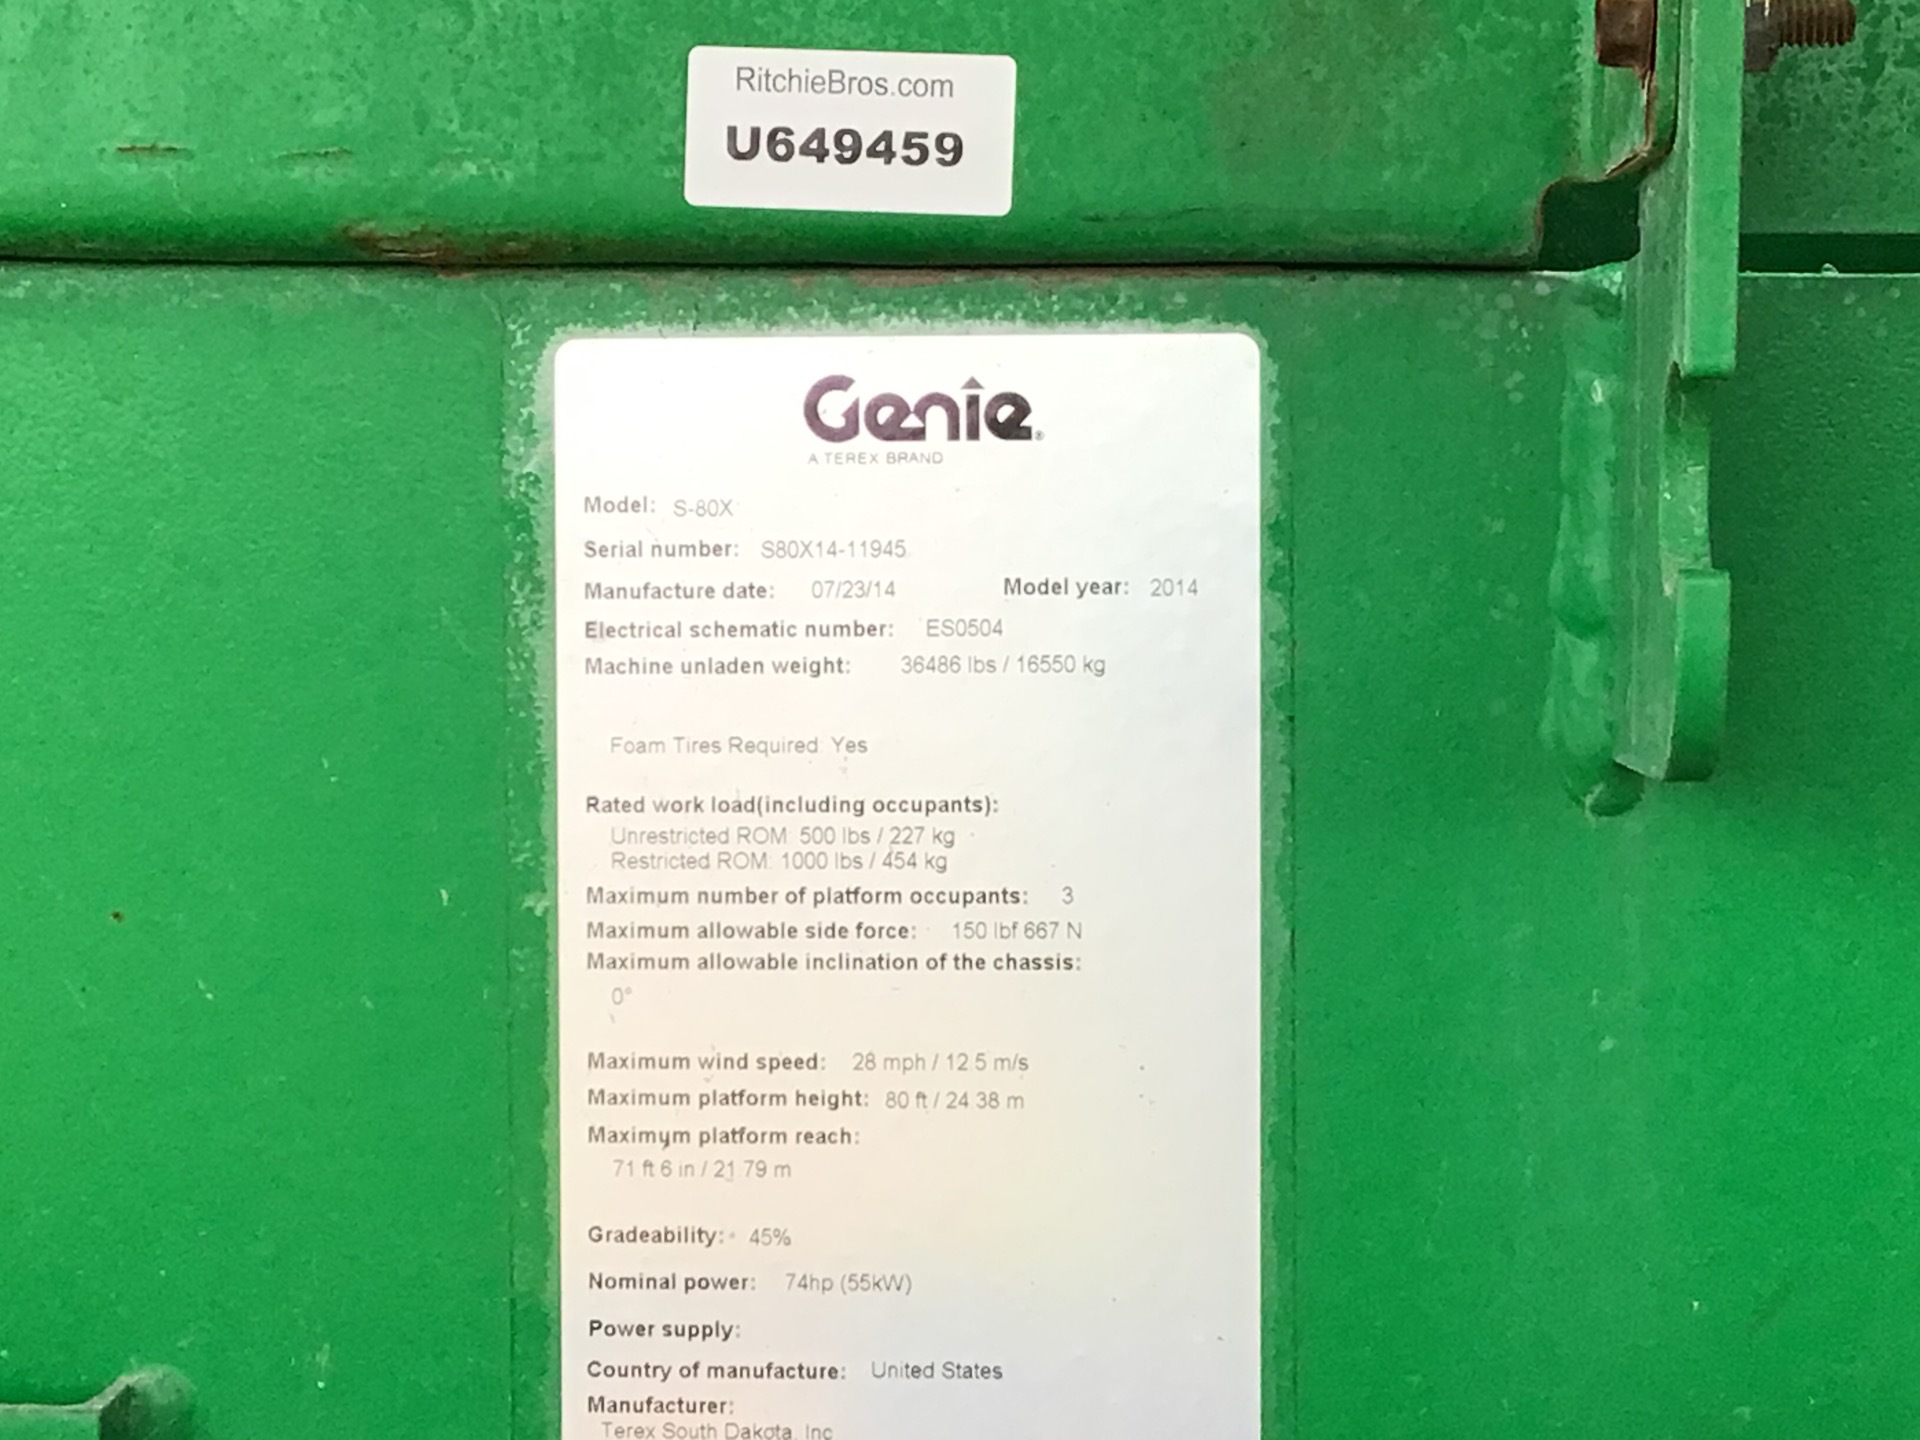 RitchieBros.com
U649459
Genie®
A TEREX BRAND
Model: S-80X
Serial number: S80X14-11945
Manufacture date: 07/23/14 Model year: 2014
Electrical schematic number: ES0504
Machine unladen weight: 36486 lbs / 16550 kg
Foam Tires Required: Yes
Rated work load(including occupants):
Unrestricted ROM: 500 lbs / 227 kg
Restricted ROM: 1000 lbs / 454 kg
Maximum number of platform occupants: 3
Maximum allowable side force: 150 lbf 667 N
Maximum allowable inclination of the chassis:
0°
Maximum wind speed: 28 mph / 12.5 m/s
Maximum platform height: 80 ft / 24.38 m
Maximum platform reach:
71 ft 6 in / 21.79 m
Gradeability: 45%
Nominal power: 74hp (55kW)
Power supply:
Country of manufacture: United States
Manufacturer:
Terex South Dakota, Inc